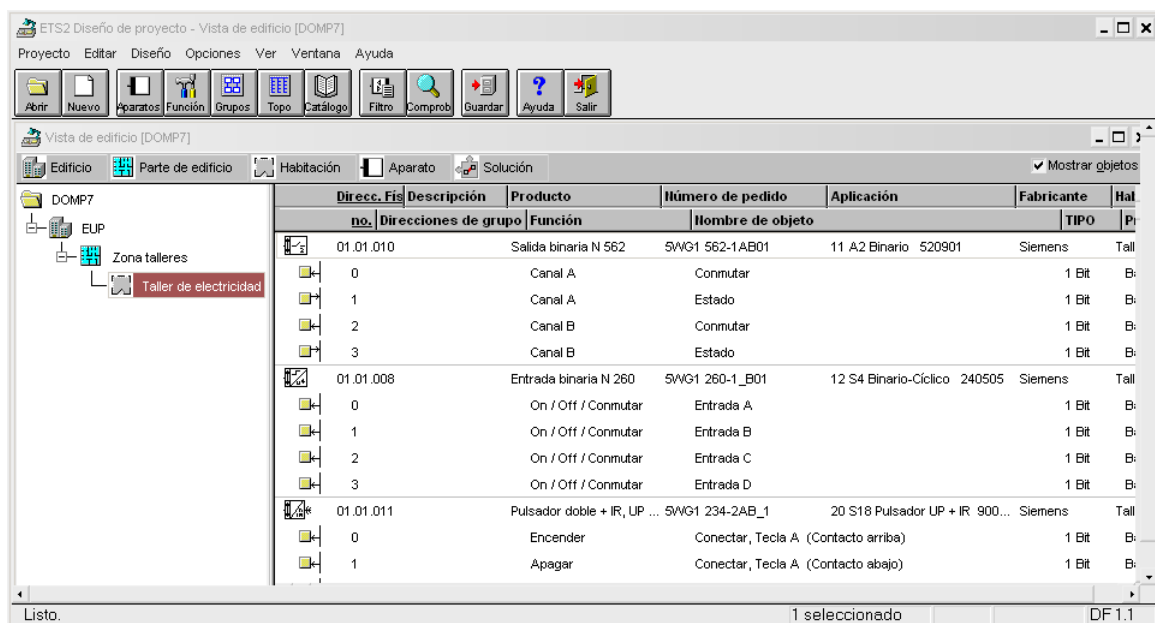 ETS2 Diseño de proyecto - Vista de edificio [DOMP7]
Proyecto Editar Diseño Opciones Ver Ventana Ayuda
Abrir Nuevo Aparatos Función Grupos Topo Catálogo Filtro Comprob Guardar Ayuda Salir
Vista de edificio [DOMP7]
Edificio Parte de edificio Habitación Aparato Solución Mostrar objetos
DOMP7
EUP
Zona talleres
Taller de electricidad
Direcc. Fís Descripción Producto Número de pedido Aplicación Fabricante Hal
no. Direcciones de grupo Función Nombre de objeto TIPO
01.01.010 Salida binaria N 562 5WG1 562-1AB01 11 A2 Binario 520901 Siemens Tall
0 Canal A Conmutar 1 Bit
1 Canal A Estado 1 Bit
2 Canal B Conmutar 1 Bit
3 Canal B Estado 1 Bit
01.01.008 Entrada binaria N 260 5WG1 260-1_B01 12 S4 Binario-Cíclico 240505 Siemens Tall
0 On / Off / Conmutar Entrada A 1 Bit
1 On / Off / Conmutar Entrada B 1 Bit
2 On / Off / Conmutar Entrada C 1 Bit
3 On / Off / Conmutar Entrada D 1 Bit
01.01.011 Pulsador doble + IR, UP ... 5WG1 234-2AB_1 20 S18 Pulsador UP + IR 900... Siemens Tall
0 Encender Conectar, Tecla A (Contacto arriba) 1 Bit
1 Apagar Conectar, Tecla A (Contacto abajo) 1 Bit
Listo. 1 seleccionado DF 1.1